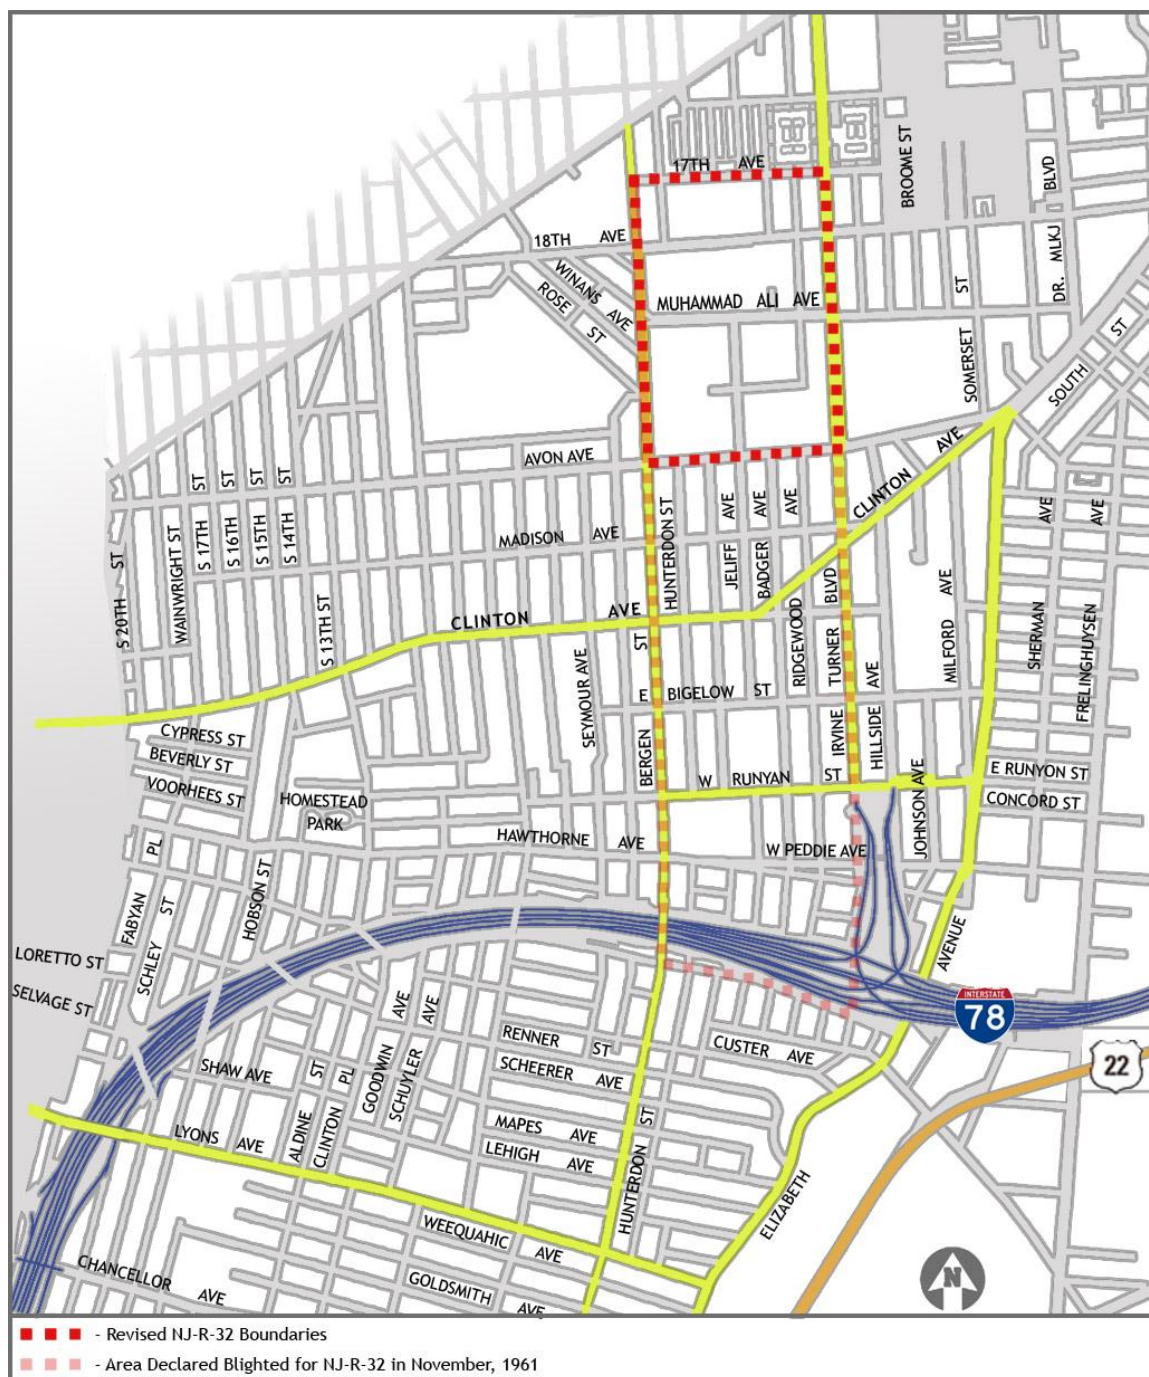 17TH AVE
BROOME ST
BLVD
DR. MLKJ
18TH AVE
WINANS AVE
ROSE ST
MUHAMMAD ALI AVE
ST
SOMERSET
SOUTH ST
AVON AVE
CLINTON AVE
S 20TH ST
WAINWRIGHT ST
S 17TH ST
S 16TH ST
S 15TH ST
S 14TH ST
S 13TH ST
MADISON AVE
HUNTERDON ST
JELIFF AVE
BADGER AVE
RIDGEWOOD AVE
IRVINE TURNER BLVD
HILLSIDE AVE
MILFORD AVE
SHERMAN AVE
FRELINGHUYSEN AVE
CLINTON AVE
SEYMOUR AVE
BERGEN ST
E BIGELOW ST
CYPRESS ST
BEVERLY ST
VOORHEES ST
HOMESTEAD
PARK
W RUNYAN ST
JOHNSON AVE
E RUNYON ST
CONCORD ST
HAWTHORNE AVE
W PEDDIE AVE
FABYAN PL
SCHLEY ST
HOBSON ST
LORETTO ST
SELVAGE ST
AVENUE
INTERSTATE
78
22
RENNER ST
SCHEERER AVE
CUSTER AVE
SHAW AVE
ALDINE ST
CLINTON PL
GOODWIN AVE
SCHUYLER AVE
MAPES AVE
LEHIGH AVE
LYONS AVE
HUNTERDON ST
ELIZABETH
WEEQUAHIC AVE
GOLDSMITH AVE
CHANCELLOR AVE
N
- Revised NJ-R-32 Boundaries
- Area Declared Blighted for NJ-R-32 in November, 1961